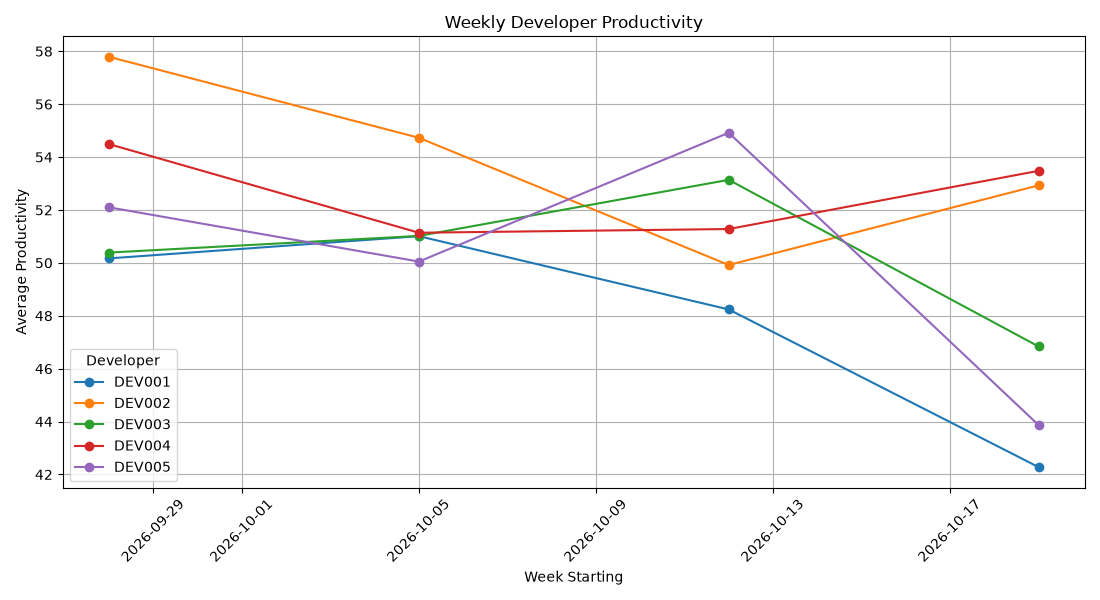 Weekly Developer Productivity
Average Productivity
58
56
54
52
50
48
46
44
42
Developer
DEV001
DEV002
DEV003
DEV004
DEV005
2026-09-29
2026-10-01
2026-10-05
2026-10-09
2026-10-13
2026-10-17
Week Starting